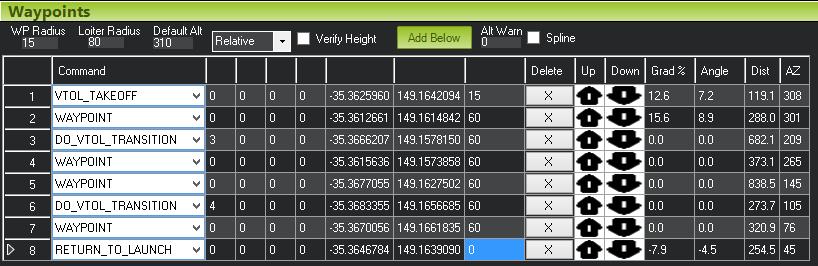 Waypoints
WP Radius Loiter Radius Default Alt Alt Warn
15 80 310 Relative Verify Height Add Below 0 Spline
Command Delete Up Down Grad % Angle Dist AZ
1 VTOL_TAKEOFF 0 0 0 0 -35.3625960 149.1642094 15 X 12.6 7.2 119.1 308
2 WAYPOINT 0 0 0 0 -35.3612661 149.1614842 60 X 15.6 8.9 288.0 301
3 DO_VTOL_TRANSITION 3 0 0 0 -35.3666207 149.1578150 60 X 0.0 0.0 682.1 209
4 WAYPOINT 0 0 0 0 -35.3615636 149.1573858 60 X 0.0 0.0 373.1 265
5 WAYPOINT 0 0 0 0 -35.3677055 149.1627502 60 X 0.0 0.0 838.5 145
6 DO_VTOL_TRANSITION 4 0 0 0 -35.3683355 149.1656685 60 X 0.0 0.0 273.7 105
7 WAYPOINT 0 0 0 0 -35.3670056 149.1661835 60 X 0.0 0.0 320.9 76
8 RETURN_TO_LAUNCH 0 0 0 0 -35.3646784 149.1639090 0 X -7.9 -4.5 254.5 45